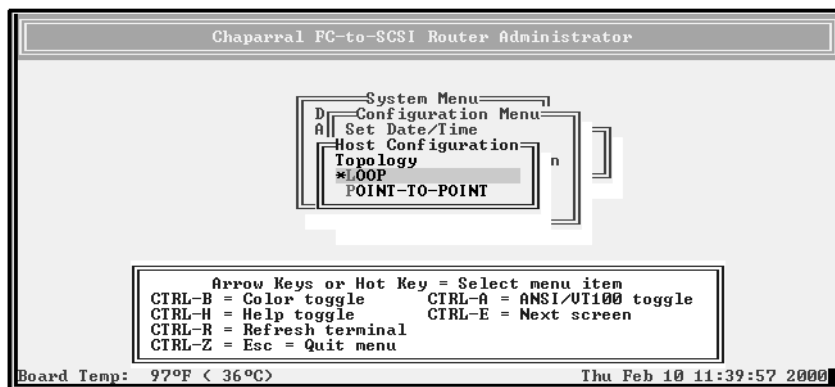 Chaparral FC-to-SCSI Router Administrator
System Menu
D Configuration Menu
A Set Date/Time
Host Configuration
Topology n
*LOOP
POINT-TO-POINT
Arrow Keys or Hot Key = Select menu item
CTRL-B = Color toggle CTRL-A = ANSI/VT100 toggle
CTRL-H = Help toggle CTRL-E = Next screen
CTRL-R = Refresh terminal
CTRL-Z = Esc = Quit menu
Board Temp: 97ºF ( 36ºC) Thu Feb 10 11:39:57 2000